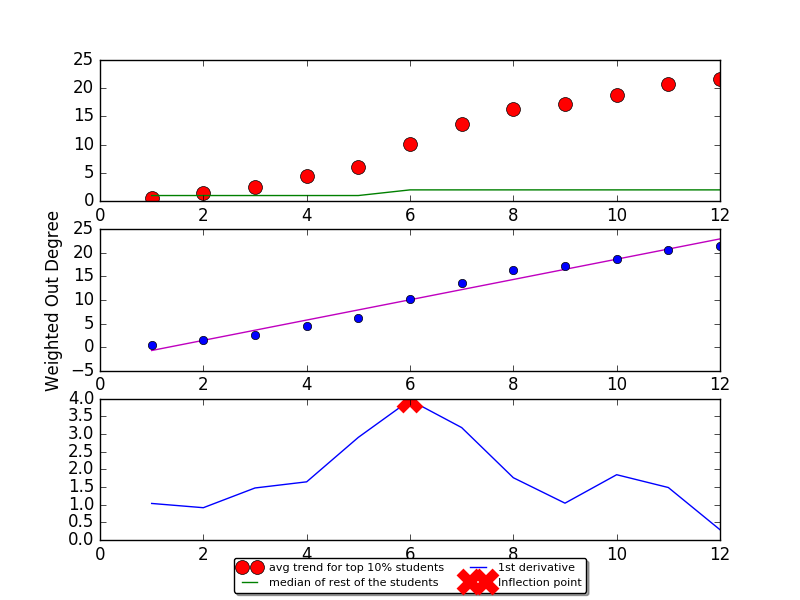 25
20
15
10
5
0
0 2 4 6 8 10 12
Weighted Out Degree
25
20
15
10
5
0
−5
0 2 4 6 8 10 12
4.0
3.5
3.0
2.5
2.0
1.5
1.0
0.5
0.0
0 2 4 6 8 10 12
avg trend for top 10% students
median of rest of the students
1st derivative
Inflection point